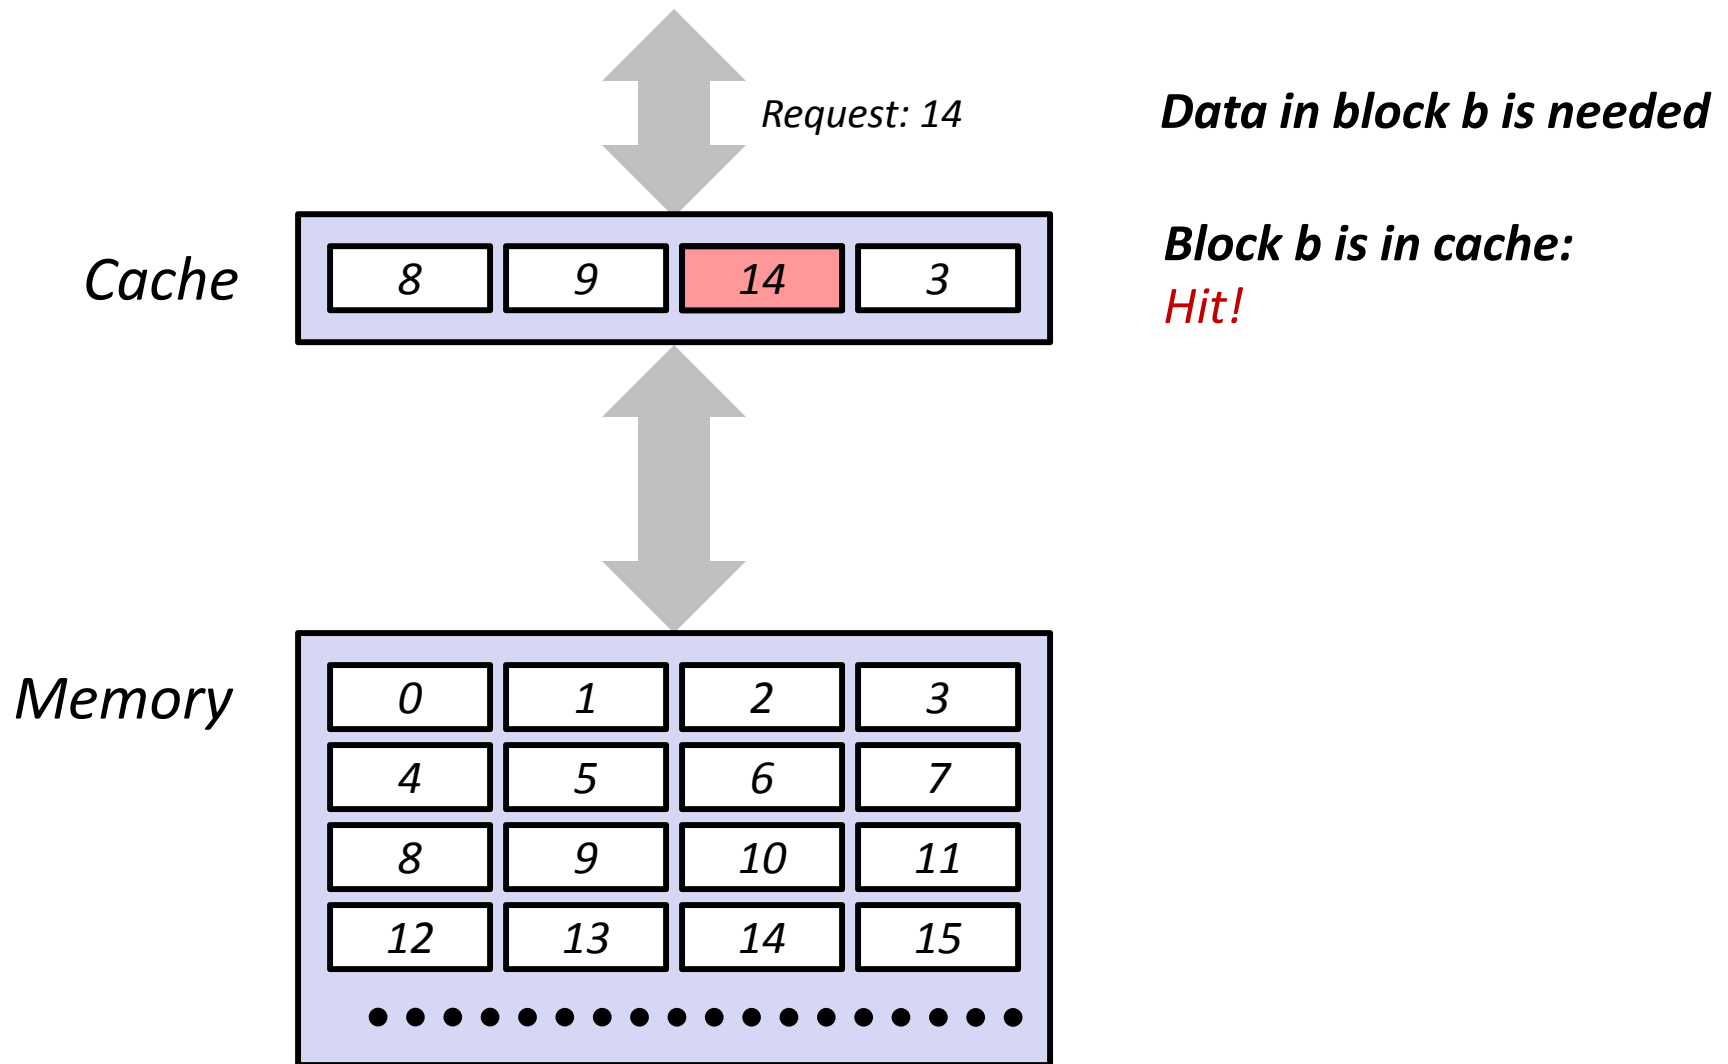 Request: 14
Data in block b is needed
Cache
8 9 14 3
Block b is in cache:
Hit!
Memory
0 1 2 3
4 5 6 7
8 9 10 11
12 13 14 15